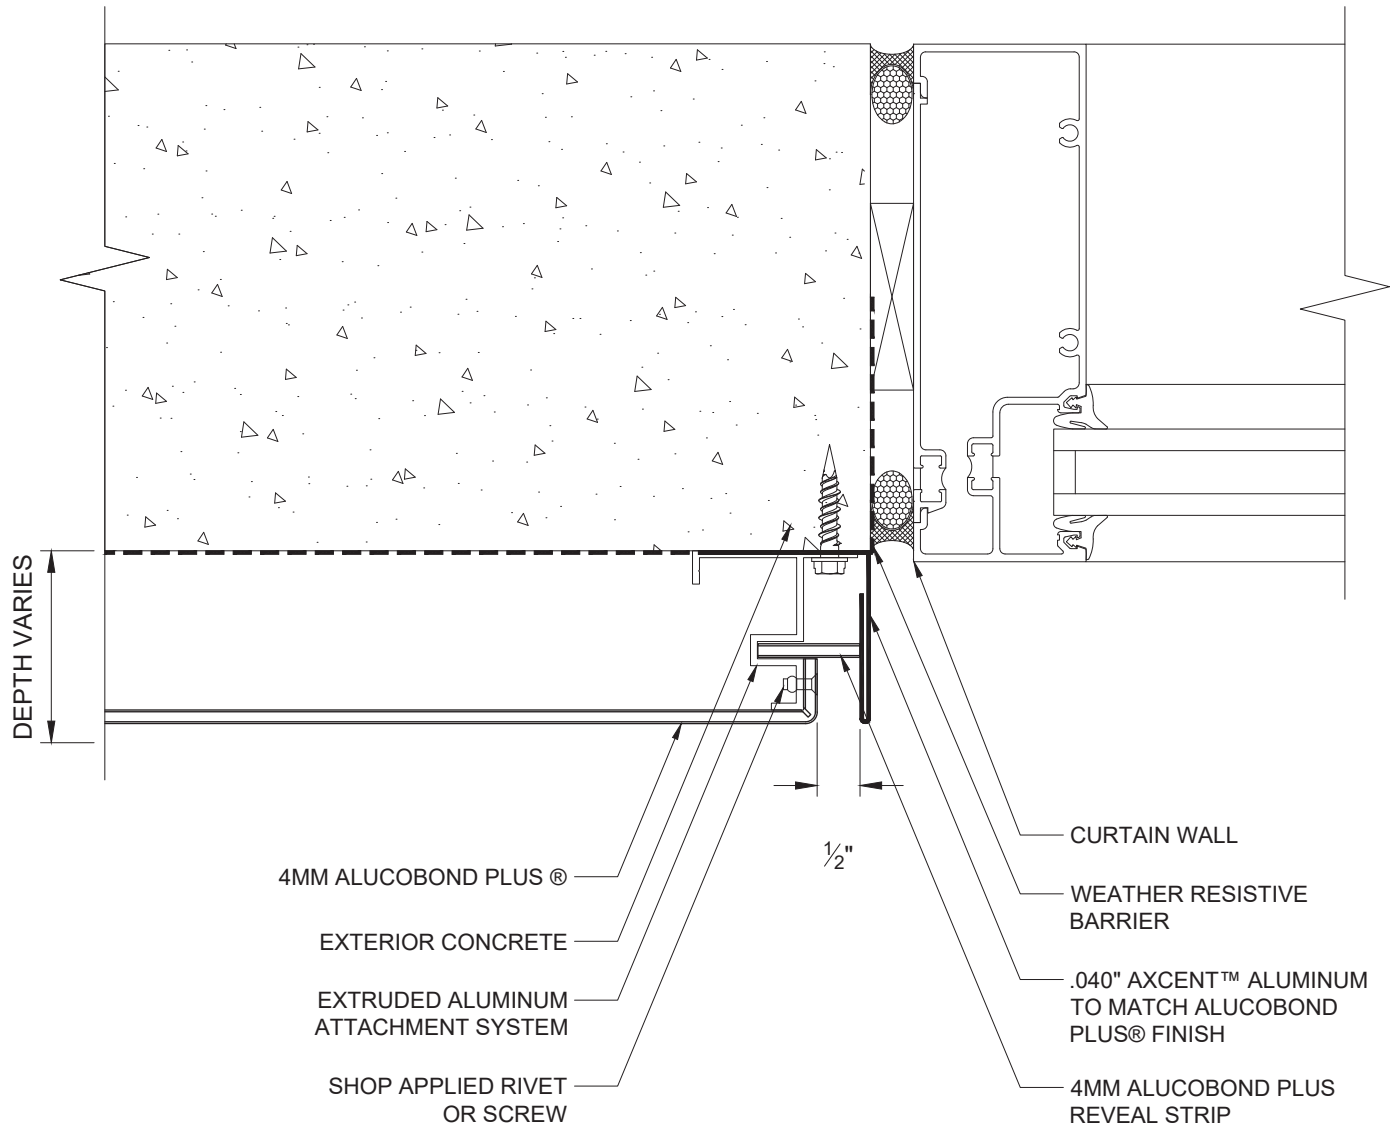 DEPTH VARIES
½"
4MM ALUCOBOND PLUS ®
EXTERIOR CONCRETE
EXTRUDED ALUMINUM
ATTACHMENT SYSTEM
SHOP APPLIED RIVET
OR SCREW
CURTAIN WALL
WEATHER RESISTIVE
BARRIER
.040" AXCENT™ ALUMINUM
TO MATCH ALUCOBOND
PLUS® FINISH
4MM ALUCOBOND PLUS
REVEAL STRIP